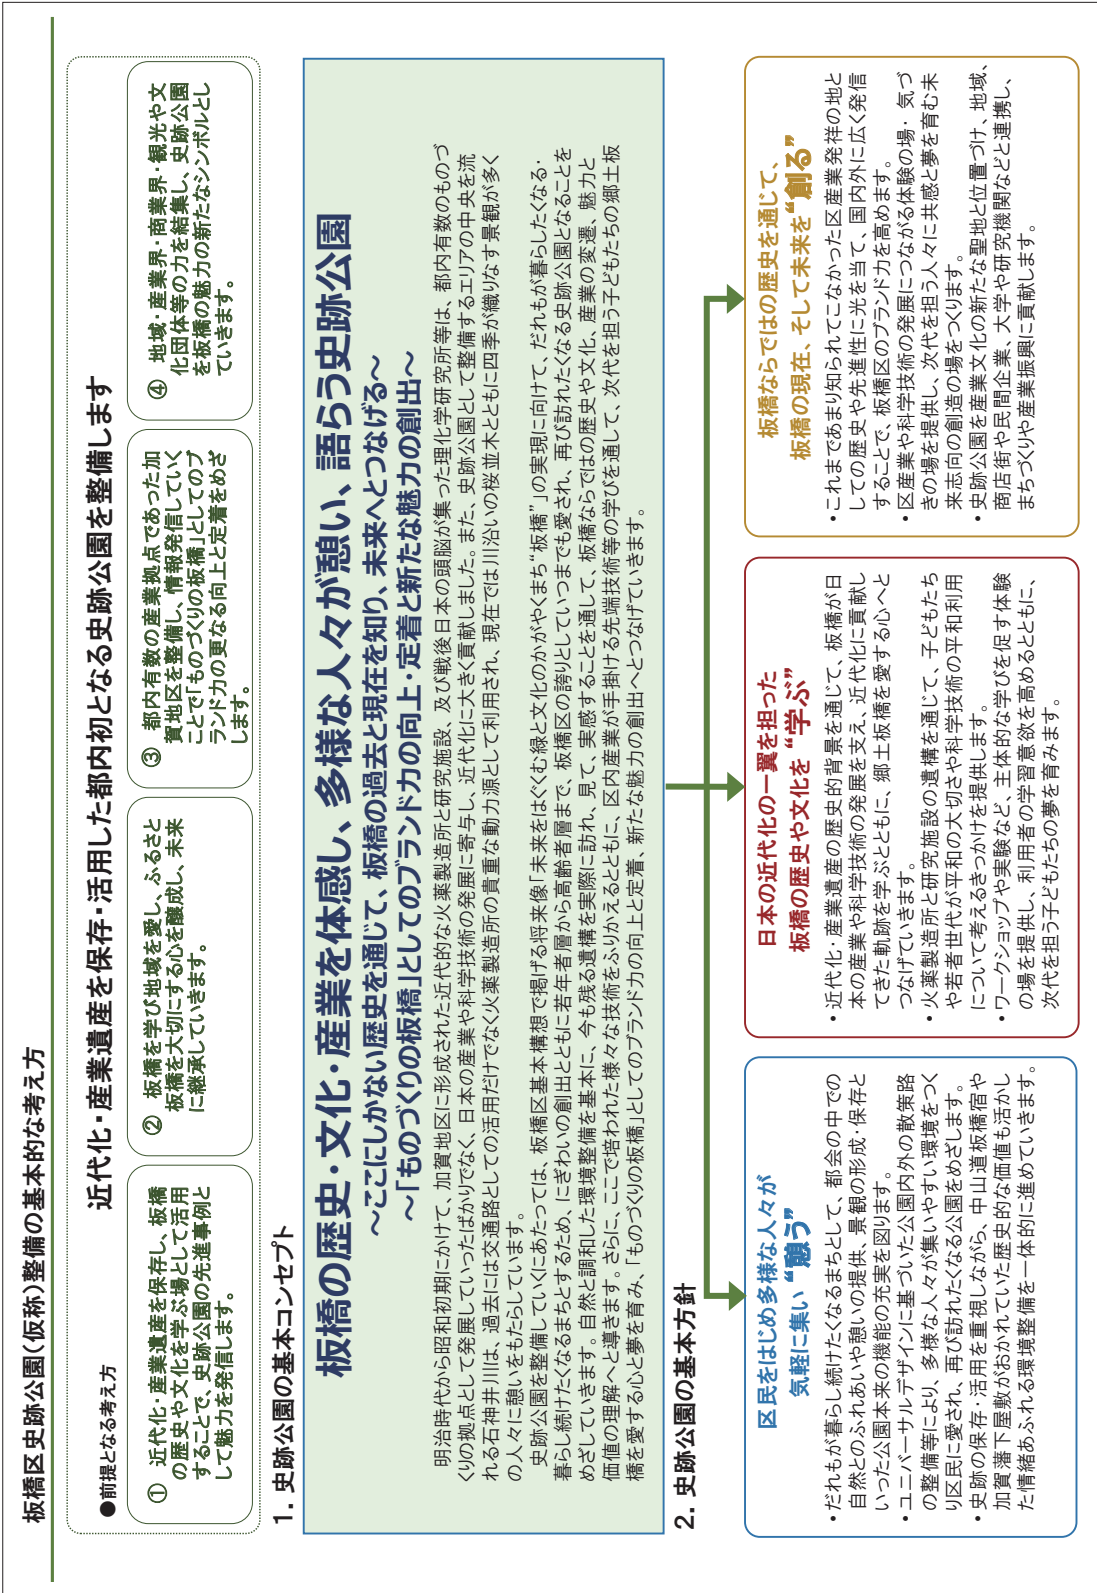 板橋区史跡公園(仮称)整備の基本的な考え方
●前提となる考え方
近代化・産業遺産を保存・活用した都内初となる史跡公園を整備します
① 近代化・産業遺産を保存し、板橋
の歴史や文化を学ぶ場として活用
することで、史跡公園の先進事例と
して魅力を発信します。
② 板橋を学び地域を愛し、ふるさと
板橋を大切にする心を醸成し、未来
に継承していきます。
③ 都内有数の産業拠点であった加
賀地区を整備し、情報発信していく
ことで「ものづくりの板橋」としてのブ
ランド力の更なる向上と定着をめざ
します。
④ 地域・産業界・商業界・観光や文
化団体等の力を結集し、史跡公園
を板橋の魅力の新たなシンボルとし
ていきます。
1. 史跡公園の基本コンセプト
板橋の歴史・文化・産業を体感し、多様な人々が憩い、語らう史跡公園
～ここにしかない歴史を通じて、板橋の過去と現在を知り、未来へとつなげる～
～「ものづくりの板橋」としてのブランド力の向上・定着と新たな魅力の創出～
明治時代から昭和初期にかけて、加賀地区に形成された近代的な火薬製造所と研究施設、及び戦後日本の頭脳が集った理化学研究所等は、都内有数のものづ
くりの拠点として発展していったばかりでなく、日本の産業や科学技術の発展に寄与し、近代化に大きく貢献しました。また、史跡公園として整備するエリアの中央を流
れる石神井川は、過去には交通路としての活用だけでなく火薬製造所の貴重な動力源として利用され、現在では川沿いの桜並木とともに四季が織りなす景観が多く
の人々に憩いをもたらしています。
史跡公園を整備していくにあたっては、板橋区基本構想で掲げる将来像「未来をはぐくむ緑と文化のかがやくまち“板橋”」の実現に向けて、だれもが暮らしたくなる・
暮らし続けたくなるまちとするため、にぎわいの創出とともに若年者層から高齢者層まで、板橋区の誇りとしていつまでも愛され、再び訪れたくなる史跡公園となることを
めざしていきます。自然と調和した環境整備を基本に、今も残る遺構を実際に訪れ、見て、実感することを通して、板橋ならではの歴史や文化、産業の変遷、魅力と
価値の理解へと導きます。さらに、ここで培われた様々な技術をふりかえるとともに、区内産業が手掛ける先端技術等の学びを通して、次代を担う子どもたちの郷土板
橋を愛する心と夢を育み、「ものづくりの板橋」としてのブランド力の向上と定着、新たな魅力の創出へとつなげていきます。
2. 史跡公園の基本方針
区民をはじめ多様な人々が
気軽に集い“憩う”
・だれもが暮らし続けたくなるまちとして、都会の中での
自然とのふれあいや憩いの提供、景観の形成・保存と
いった公園本来の機能の充実を図ります。
・ユニバーサルデザインに基づいた公園内外の散策路
の整備等により、多様な人々が集いやすい環境をつく
り区民に愛され、再び訪れたくなる公園をめざします。
・史跡の保存・活用を重視しながら、中山道板橋宿や
加賀藩下屋敷がおかれていた歴史的な価値も活かし
た情緒あふれる環境整備を一体的に進めていきます。
日本の近代化の一翼を担った
板橋の歴史や文化を“学ぶ”
・近代化・産業遺産の歴史的背景を通じて、板橋が日
本の産業や科学技術の発展を支え、近代化に貢献し
てきた軌跡を学ぶとともに、郷土板橋を愛する心へと
つなげていきます。
・火薬製造所と研究施設の遺構を通じて、子どもたち
や若者世代が平和の大切さや科学技術の平和利用
について考えるきっかけを提供します。
・ワークショップや実験など、主体的な学びを促す体験
の場を提供し、利用者の学習意欲を高めるとともに、
次代を担う子どもたちの夢を育みます。
板橋ならではの歴史を通じて、
板橋の現在、そして未来を“創る”
・これまであまり知られてこなかった区産業発祥の地と
しての歴史や先進性に光を当て、国内外に広く発信
することで、板橋区のブランド力を高めます。
・区産業や科学技術の発展につながる体験の場・気づ
きの場を提供し、次代を担う人々に共感と夢を育む未
来志向の創造の場をつくります。
・史跡公園を産業文化の新たな聖地と位置づけ、地域、
商店街や民間企業、大学や研究機関などと連携し、
まちづくりや産業振興に貢献します。